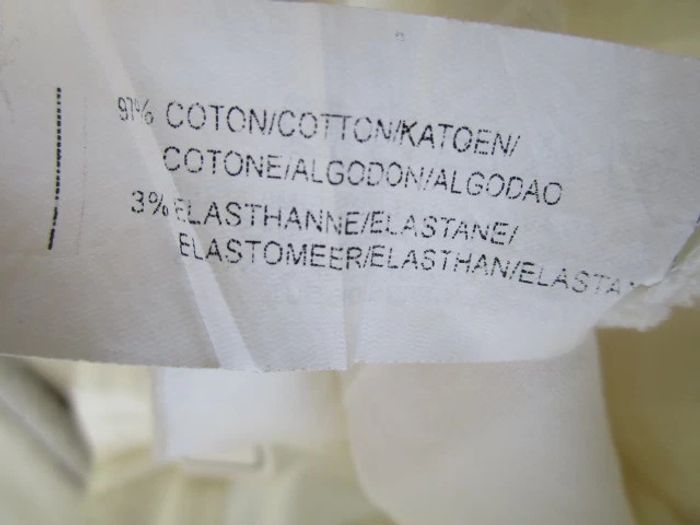 97% COTON/COTTON/KATOEN/
COTONE/ALGODON/ALGODAO
3% ELASTHANNE/ELASTANE/
ELASTOMEER/ELASTHAN/ELASTA